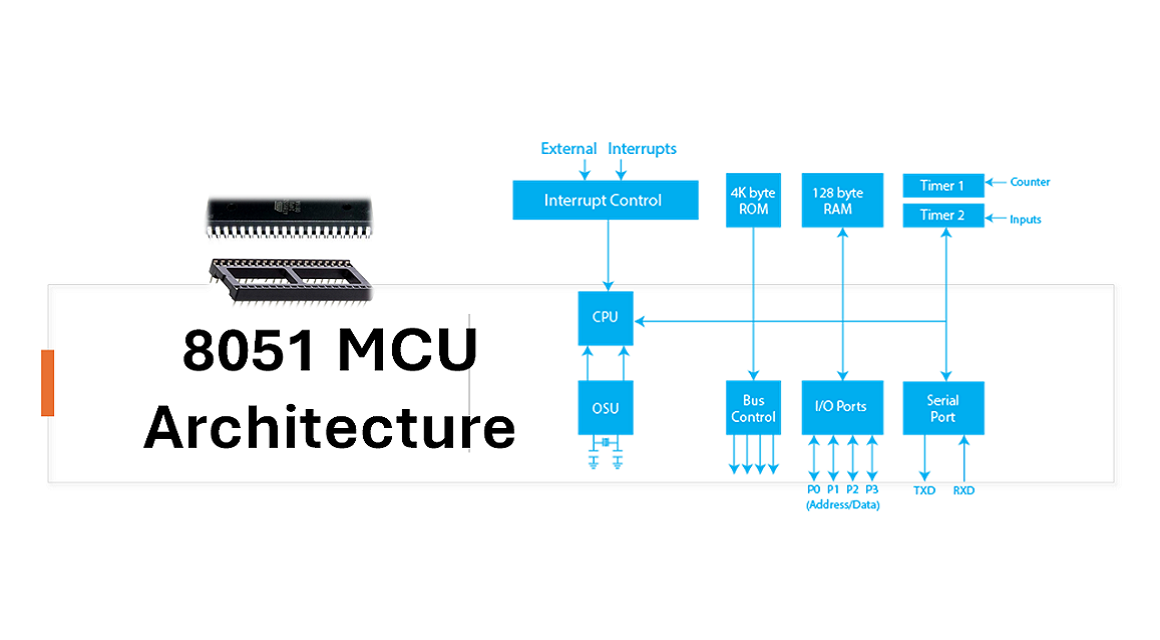 8051 MCU
Architecture
External Interrupts
Interrupt Control
4K byte
ROM
128 byte
RAM
Timer 1
Counter
Timer 2
Inputs
CPU
OSU
Bus
Control
I/O Ports
Serial
Port
P0 P1 P2 P3
(Address/Data)
TXD RXD